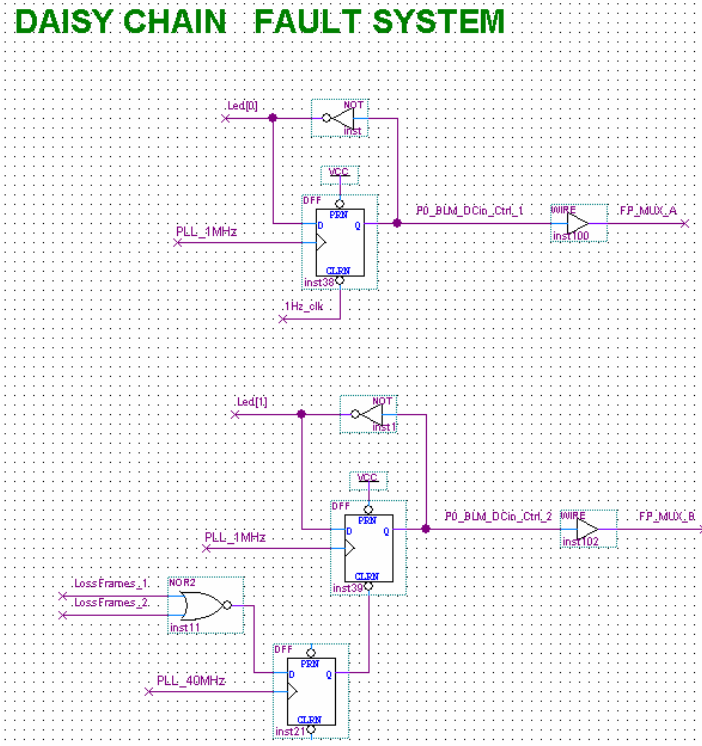 DAISY CHAIN FAULT SYSTEM
Led[0]
NOT
inst
VCC
DFF
PRN
D Q
PLL_1MHz
CLRN
inst38
1Hz_clk
P0_BLM_DCin_Ctrl_1
WIRE
inst100
FP_MUX_A
Led[1]
NOT
inst1
VCC
DFF
PRN
D Q
PLL_1MHz
CLRN
inst39
P0_BLM_DCin_Ctrl_2
WIRE
inst102
FP_MUX_B
LossFrames_1.
LossFrames_2.
NOR2
inst11
DFF
PRN
D Q
PLL_40MHz
CLRN
inst21